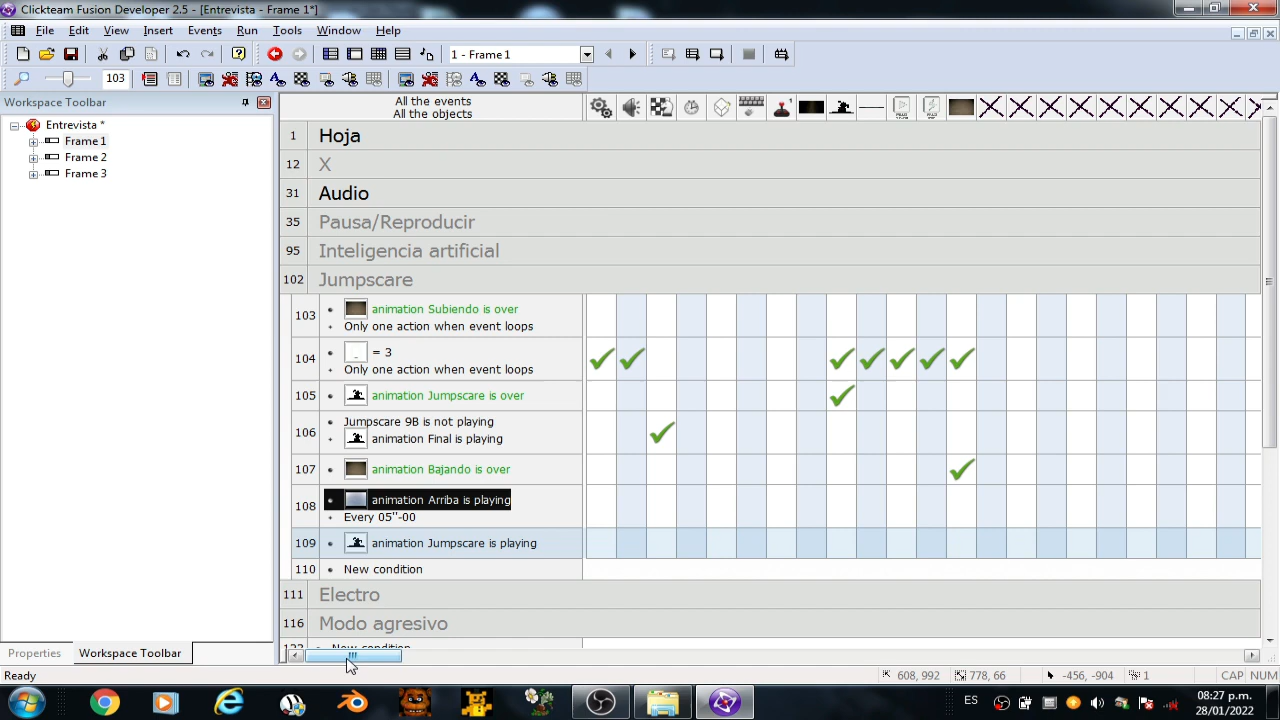 Clickteam Fusion Developer 2.5 - [Entrevista - Frame 1*]
File Edit View Insert Events Run Tools Window Help
1 - Frame 1
103
Workspace Toolbar
Entrevista *
Frame 1
Frame 2
Frame 3
All the events
All the objects
1 Hoja
12 X
31 Audio
35 Pausa/Reproducir
95 Inteligencia artificial
102 Jumpscare
103 animation Subiendo is over
Only one action when event loops
104 = 3
Only one action when event loops
105 animation Jumpscare is over
106 Jumpscare 9B is not playing
animation Final is playing
107 animation Bajando is over
108 animation Arriba is playing
Every 05''-00
109 animation Jumpscare is playing
110 New condition
111 Electro
116 Modo agresivo
New condition
Properties Workspace Toolbar
Ready
608, 992 778, 66 -456, -904 1 CAP NUM
ES 08:27 p.m.
28/01/2022